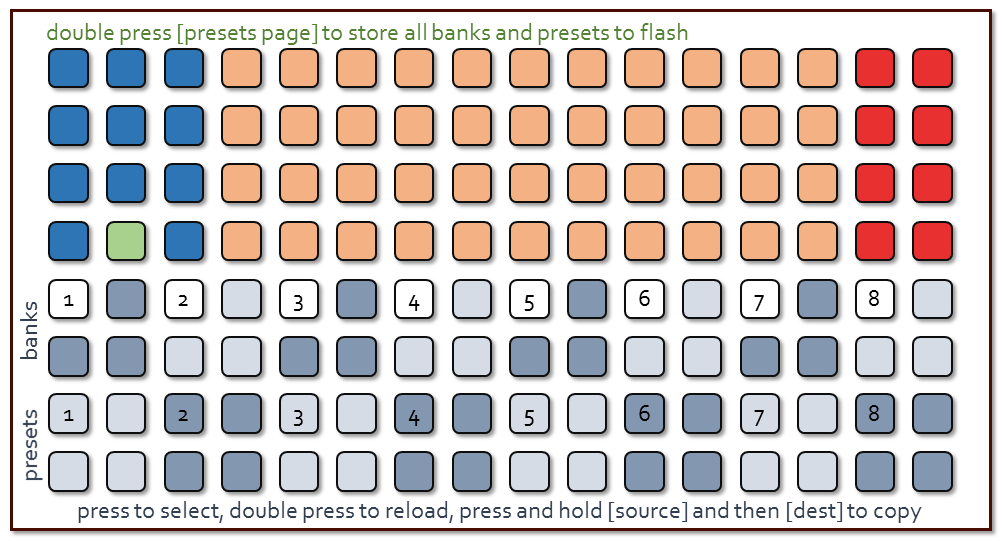 double press [presets page] to store all banks and presets to flash
banks
1 2 3 4 5 6 7 8
presets
1 2 3 4 5 6 7 8
press to select, double press to reload, press and hold [source] and then [dest] to copy